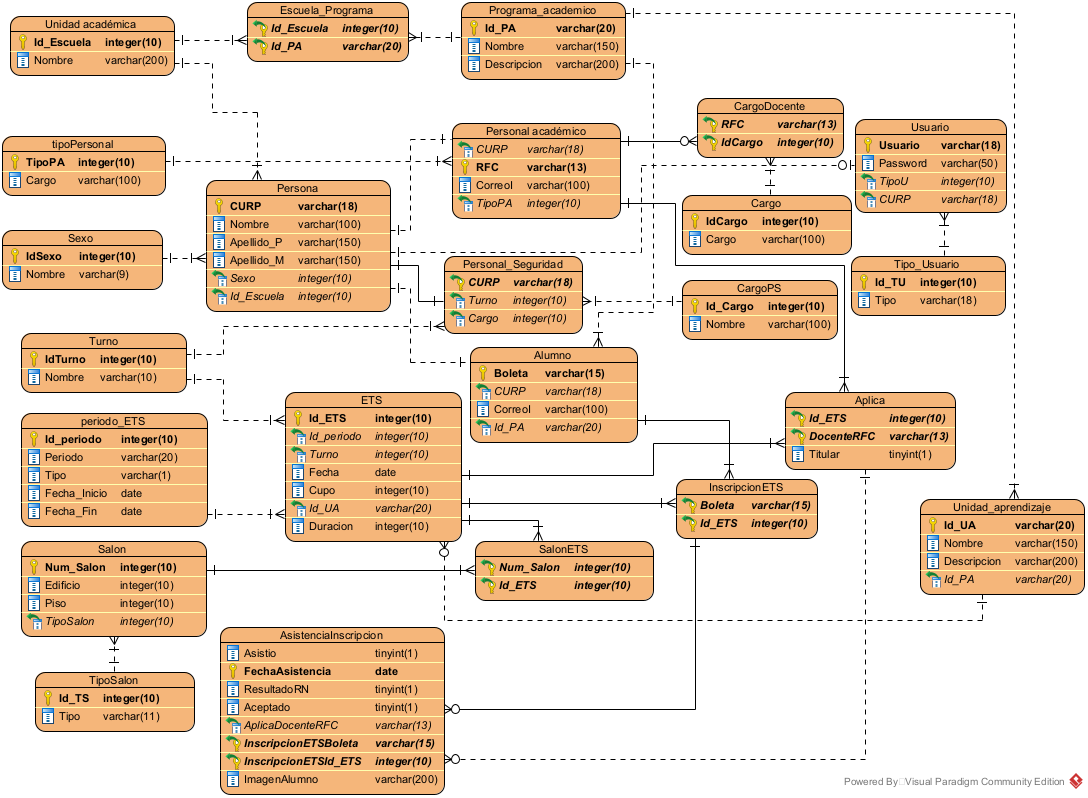 Unidad académica
Id_Escuela integer(10)
Nombre varchar(200)
Escuela_Programa
Id_Escuela integer(10)
Id_PA varchar(20)
Programa_academico
Id_PA varchar(20)
Nombre varchar(150)
Descripcion varchar(200)
tipoPersonal
TipoPA integer(10)
Cargo varchar(100)
Personal académico
CURP varchar(18)
RFC varchar(13)
Correol varchar(100)
TipoPA integer(10)
CargoDocente
RFC varchar(13)
IdCargo integer(10)
Usuario
Usuario varchar(18)
Password varchar(50)
TipoU integer(10)
CURP varchar(18)
Persona
CURP varchar(18)
Nombre varchar(100)
Apellido_P varchar(150)
Apellido_M varchar(150)
Sexo integer(10)
Id_Escuela integer(10)
Cargo
IdCargo integer(10)
Cargo varchar(100)
Sexo
IdSexo integer(10)
Nombre varchar(9)
Personal_Seguridad
CURP varchar(18)
Turno integer(10)
Cargo integer(10)
Tipo_Usuario
Id_TU integer(10)
Tipo varchar(18)
CargoPS
Id_Cargo integer(10)
Nombre varchar(100)
Turno
IdTurno integer(10)
Nombre varchar(10)
Alumno
Boleta varchar(15)
CURP varchar(18)
Correol varchar(100)
Id_PA varchar(20)
ETS
Id_ETS integer(10)
Id_periodo integer(10)
Turno integer(10)
Fecha date
Cupo integer(10)
Id_UA varchar(20)
Duracion integer(10)
Aplica
Id_ETS integer(10)
DocenteRFC varchar(13)
Titular tinyint(1)
periodo_ETS
Id_periodo integer(10)
Periodo varchar(20)
Tipo varchar(1)
Fecha_Inicio date
Fecha_Fin date
InscripcionETS
Boleta varchar(15)
Id_ETS integer(10)
Unidad_aprendizaje
Id_UA varchar(20)
Nombre varchar(150)
Descripcion varchar(200)
Id_PA varchar(20)
Salon
Num_Salon integer(10)
Edificio integer(10)
Piso integer(10)
TipoSalon integer(10)
SalonETS
Num_Salon integer(10)
Id_ETS integer(10)
AsistenciaInscripcion
Asistio tinyint(1)
FechaAsistencia date
ResultadoRN tinyint(1)
Aceptado tinyint(1)
AplicaDocenteRFC varchar(13)
InscripcionETSBoleta varchar(15)
InscripcionETSId_ETS integer(10)
ImagenAlumno varchar(200)
TipoSalon
Id_TS integer(10)
Tipo varchar(11)
Powered By Visual Paradigm Community Edition